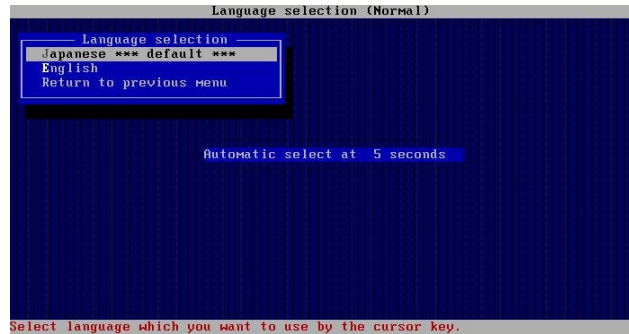 Language selection (Normal)
Language selection
Japanese *** default ***
English
Return to previous menu
Automatic select at 5 seconds
Select language which you want to use by the cursor key.